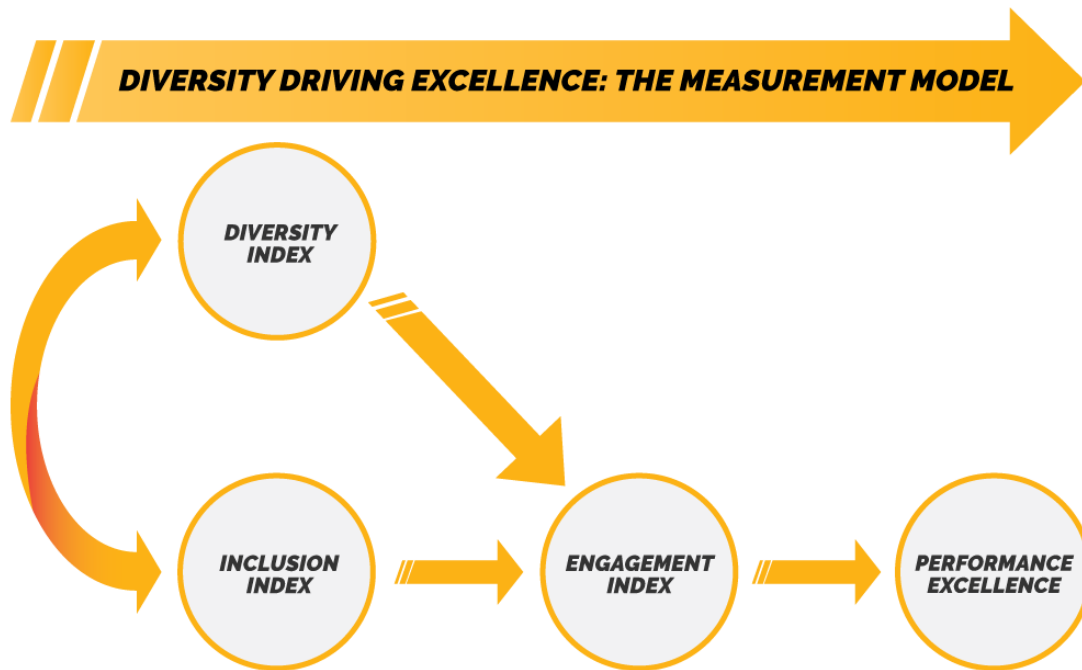 DIVERSITY DRIVING EXCELLENCE: THE MEASUREMENT MODEL
DIVERSITY
INDEX
INCLUSION
INDEX
ENGAGEMENT
INDEX
PERFORMANCE
EXCELLENCE